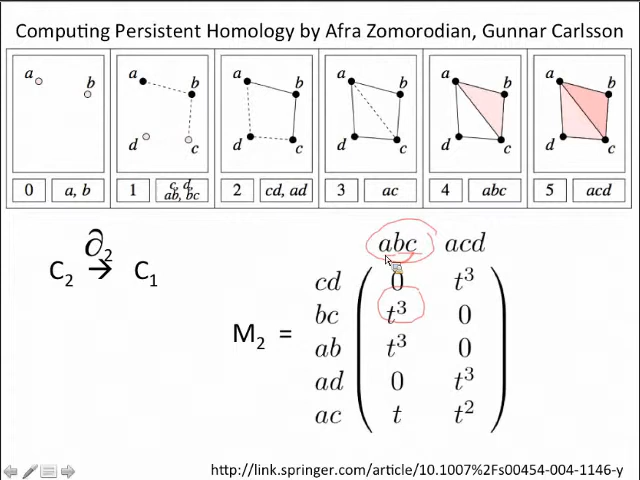 Computing Persistent Homology by Afra Zomorodian, Gunnar Carlsson
a b
a b d c
a b d c
a b d c
a b d c
a b d c
0 a, b
1 c, d, ab, bc
2 cd, ad
3 ac
4 abc
5 acd
∂₂
C₂ → C₁
abc acd
cd 0 t³
bc t³ 0
M₂ = ab t³ 0
ad 0 t³
ac t t²
http://link.springer.com/article/10.1007%2Fs00454-004-1146-y